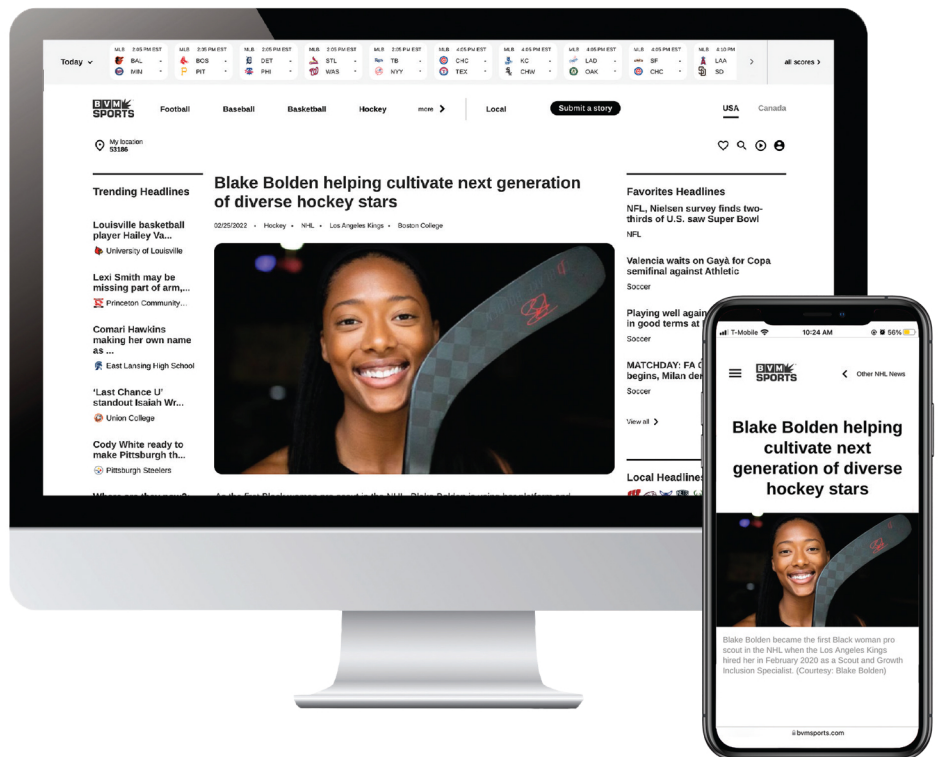 Today
MLB 2:05 PM EST
BAL
MIN
MLB 2:35 PM EST
BOS
PIT
MLB 2:05 PM EST
DET
PHI
MLB 2:05 PM EST
STL
WAS
MLB 2:05 PM EST
TB
NYY
MLB 4:05 PM EST
CHC
TEX
MLB 4:05 PM EST
KC
CHW
MLB 4:05 PM EST
LAD
OAK
MLB 4:05 PM EST
SF
CHC
MLB 4:10 PM
LAA
SD
all scores
BVM
SPORTS
Football
Baseball
Basketball
Hockey
more
Local
Submit a story
USA
Canada
My location
53186
Trending Headlines
Louisville basketball
player Hailey Va...
University of Louisville
Lexi Smith may be
missing part of arm,...
Princeton Community...
Comari Hawkins
making her own name
as ...
East Lansing High School
‘Last Chance U’
standout Isaiah Wr...
Union College
Cody White ready to
make Pittsburgh th...
Pittsburgh Steelers
Blake Bolden helping cultivate next generation
of diverse hockey stars
02/25/2022 • Hockey • NHL • Los Angeles Kings • Boston College
Favorites Headlines
NFL, Nielsen survey finds two-
thirds of U.S. saw Super Bowl
NFL
Valencia waits on Gayà for Copa
semifinal against Athletic
Soccer
Playing well again
in good terms at
Soccer
MATCHDAY: FA
begins, Milan der
Soccer
View all
Local Headlines
T-Mobile
10:24 AM
56%
BVM
SPORTS
Other NHL News
Blake Bolden helping
cultivate next
generation of diverse
hockey stars
Blake Bolden became the first Black woman pro
scout in the NHL when the Los Angeles Kings
hired her in February 2020 as a Scout and Growth
Inclusion Specialist. (Courtesy: Blake Bolden)
bvmsports.com